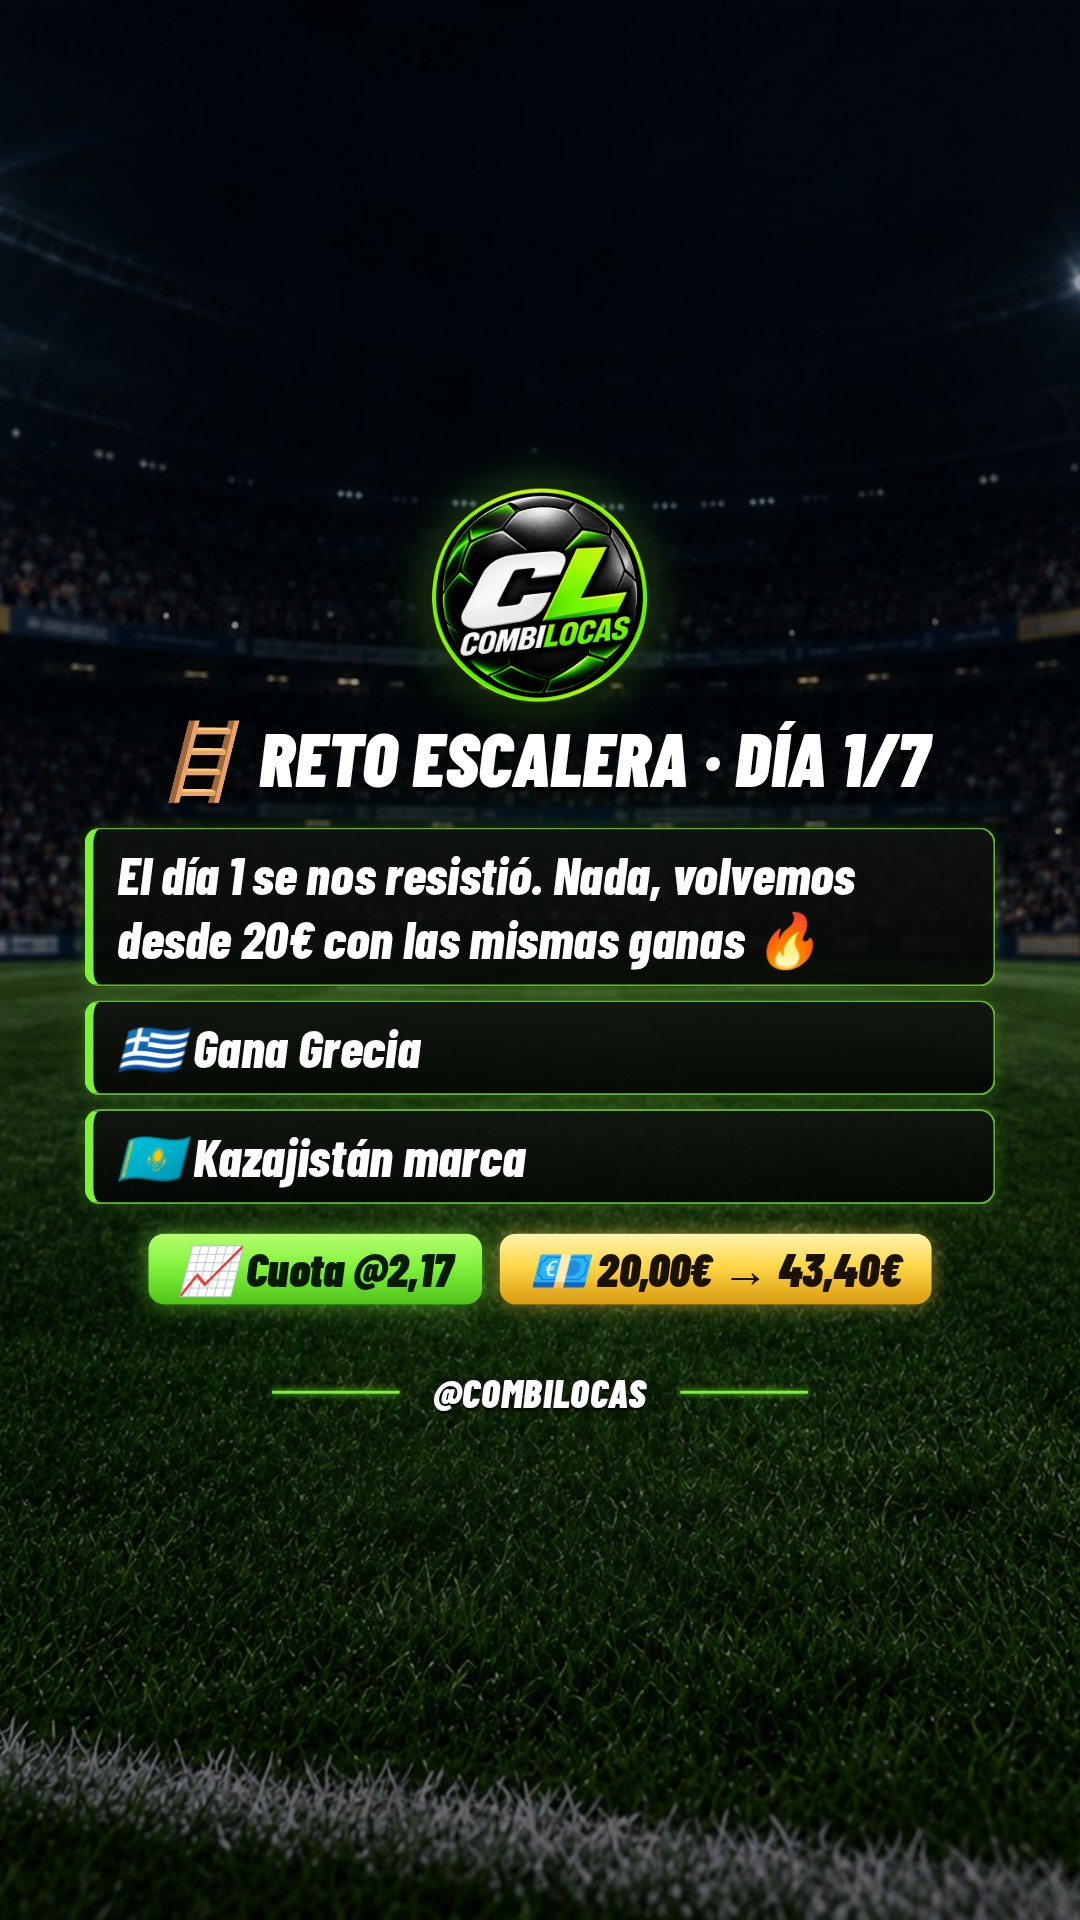 CL
COMBILOCAS
🪜 RETO ESCALERA · DÍA 1/7
El día 1 se nos resistió. Nada, volvemos
desde 20€ con las mismas ganas 🔥
🇬🇷 Gana Grecia
🇰🇿 Kazajistán marca
📈 Cuota @2,17
💶 20,00€ → 43,40€
@COMBILOCAS